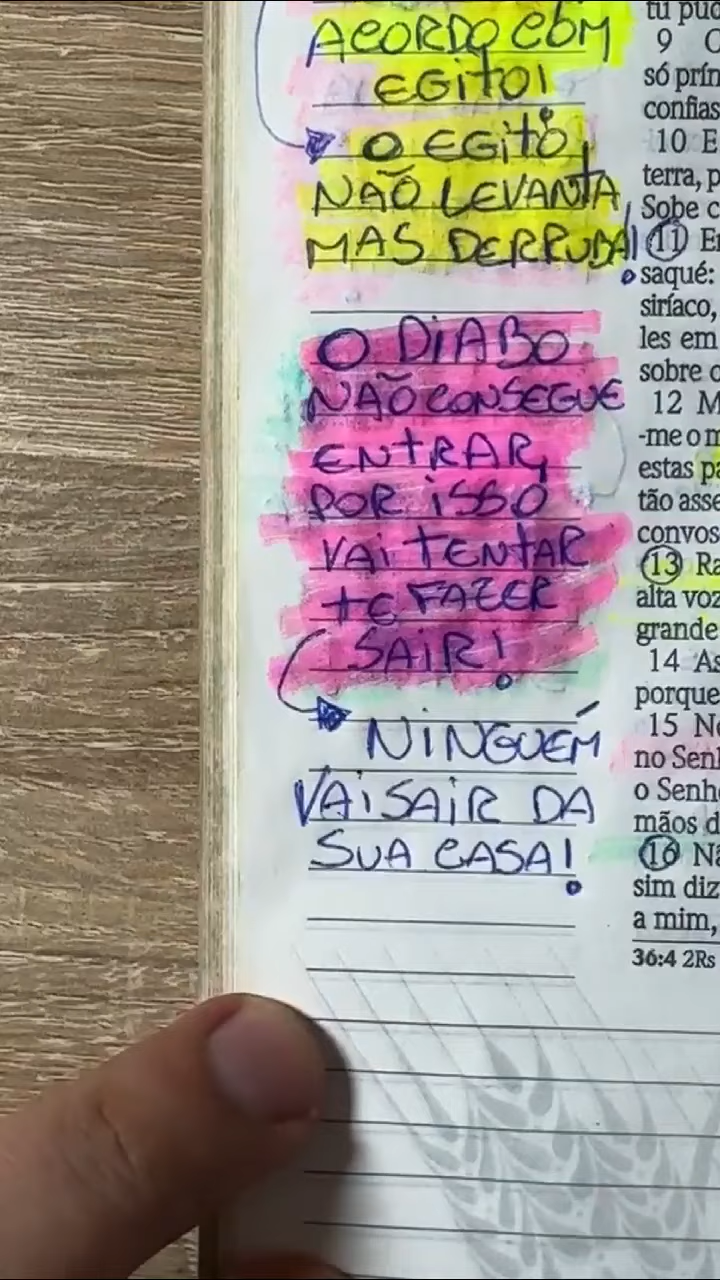 ACORDO COM
EGITO!
O EGITO
NÃO LEVANTA,
MAS DERRUBA!
O DIABO
NÃO CONSEGUE
ENTRAR,
POR ISSO
VAI TENTAR
TE FAZER
SAIR!
NINGUÉM
VAI SAIR DA
SUA CASA!
9
só prín
confias
10 E
terra, p
Sobe c
11 E
saqué:
siríaco,
les em
sobre
12 M
-me o
estas pa
tão asse
convos
13 Ra
alta voz
grande
14 As
porque
15 N
no Sen
o Senh
mãos d
16 N
sim diz
a mim,
36:4 2Rs